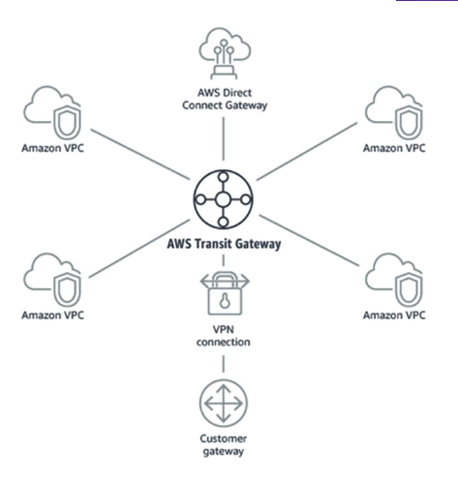 AWS Direct
Connect Gateway
Amazon VPC
Amazon VPC
AWS Transit Gateway
Amazon VPC
Amazon VPC
VPN
connection
Customer
gateway